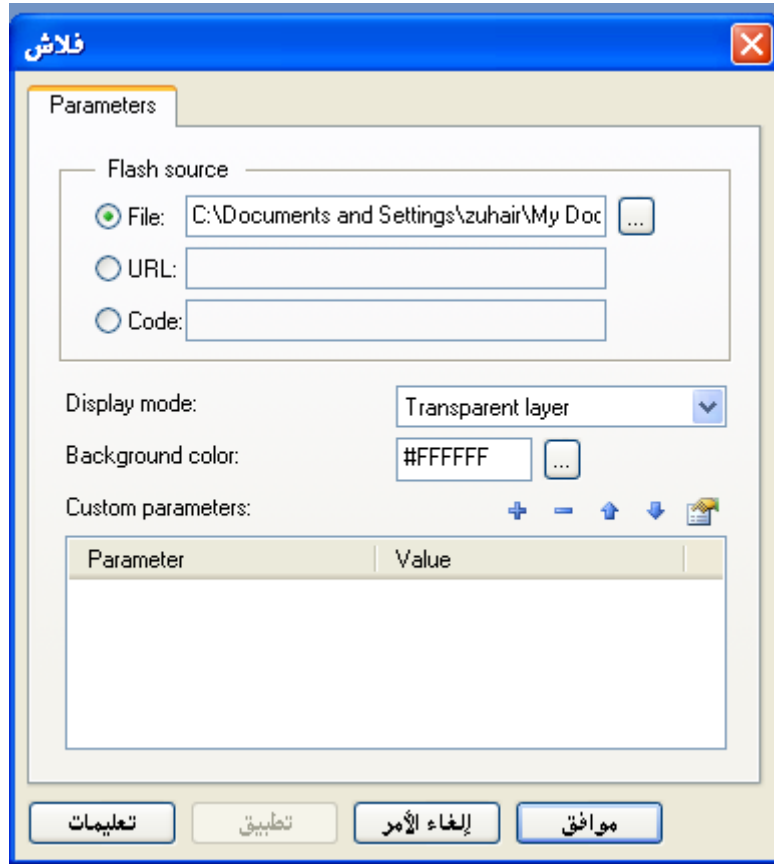 فلاش
Parameters
Flash source
File: C:\Documents and Settings\zuhair\My Doc ...
URL:
Code:
Display mode: Transparent layer
Background color: #FFFFFF ...
Custom parameters:
Parameter Value
تعليمات تطبيق إلغاء الأمر موافق